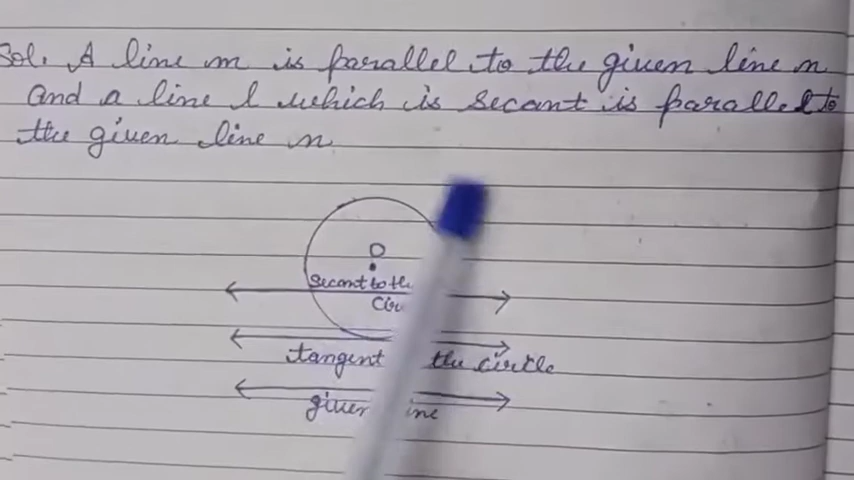 Sol. A line m is parallel to the given line n
and a line l which is secant is parallel to
the given line n
O
Secant to the
Cir
tangent the circle
given line